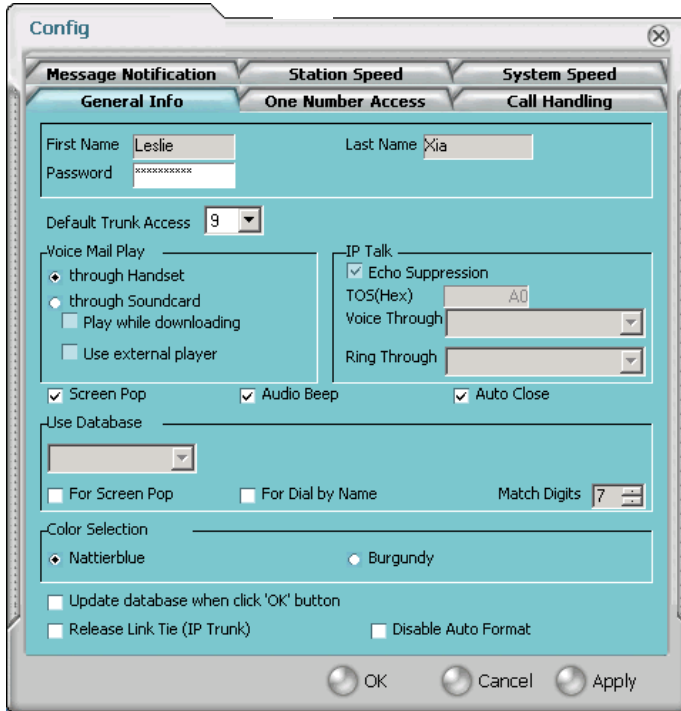 Config
Message Notification Station Speed System Speed
General Info One Number Access Call Handling
First Name Leslie Last Name Xia
Password **********
Default Trunk Access 9
Voice Mail Play IP Talk
through Handset Echo Suppression
through Soundcard TOS(Hex) A0
Play while downloading Voice Through
Use external player Ring Through
Screen Pop Audio Beep Auto Close
Use Database
For Screen Pop For Dial by Name Match Digits 7
Color Selection
Nattierblue Burgundy
Update database when click 'OK' button
Release Link Tie (IP Trunk) Disable Auto Format
OK Cancel Apply